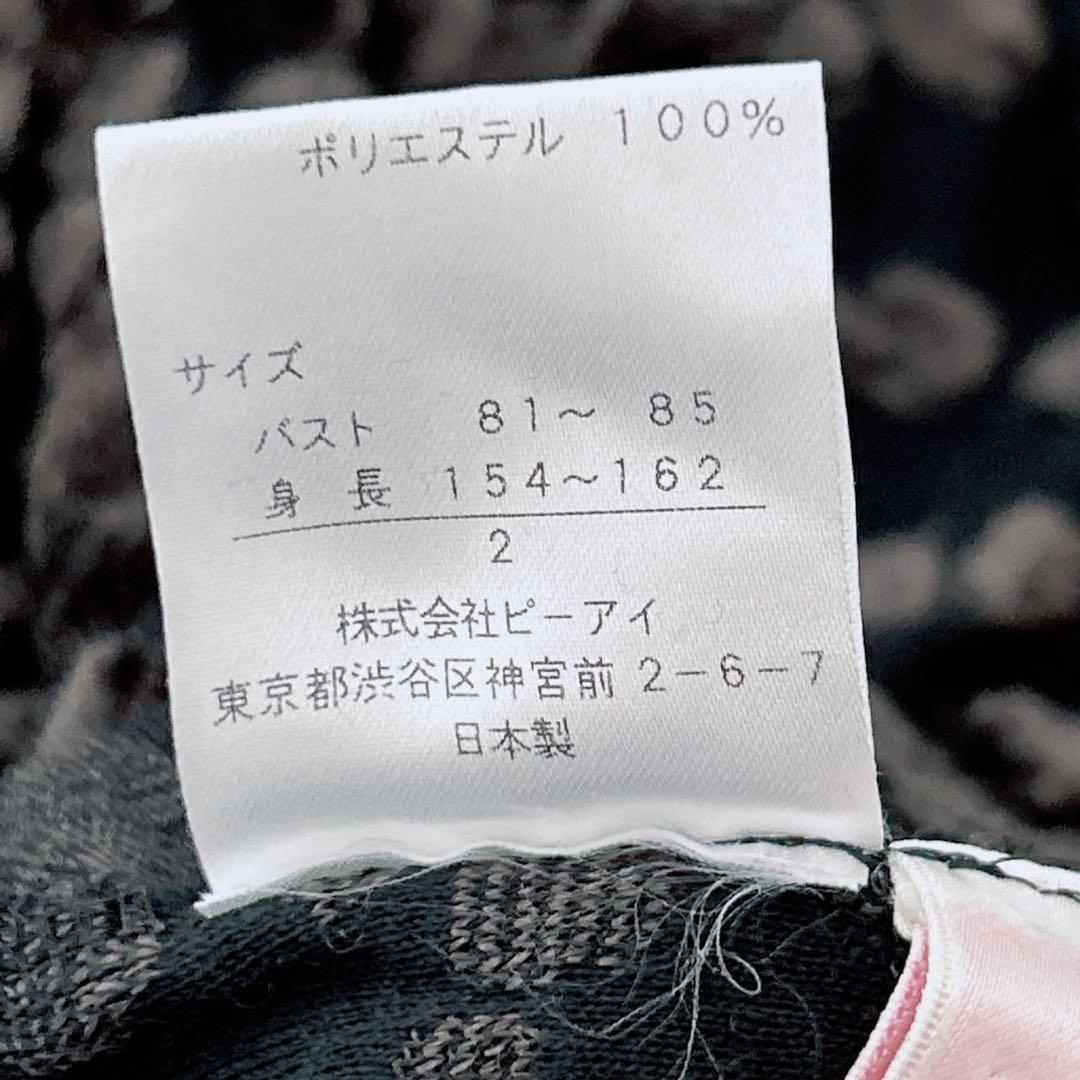 ポリエステル 100%
サイズ
バスト 81〜 85
身 長 154〜162
2
株式会社ピーアイ
東京都渋谷区神宮前 2-6-7
日本製